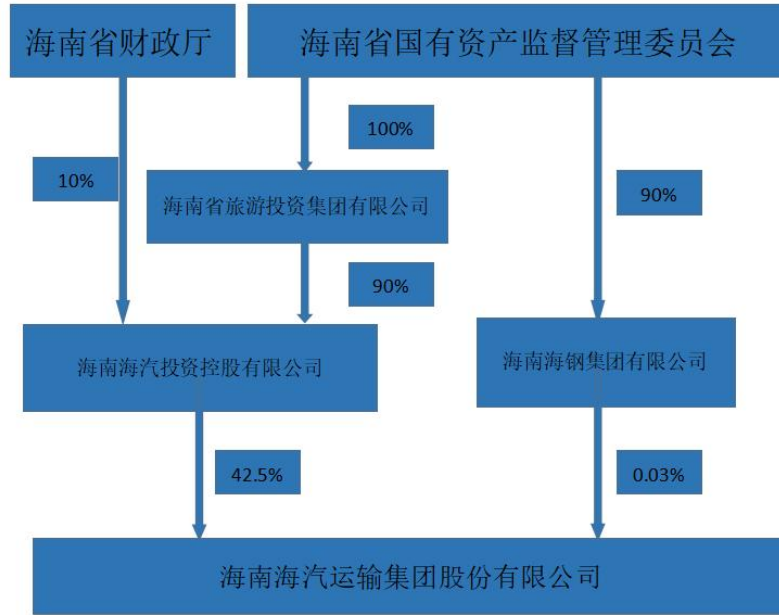 海南省财政厅
海南省国有资产监督管理委员会
100%
10%
海南省旅游投资集团有限公司
90%
90%
海南海汽投资控股有限公司
海南海钢集团有限公司
42.5%
0.03%
海南海汽运输集团股份有限公司